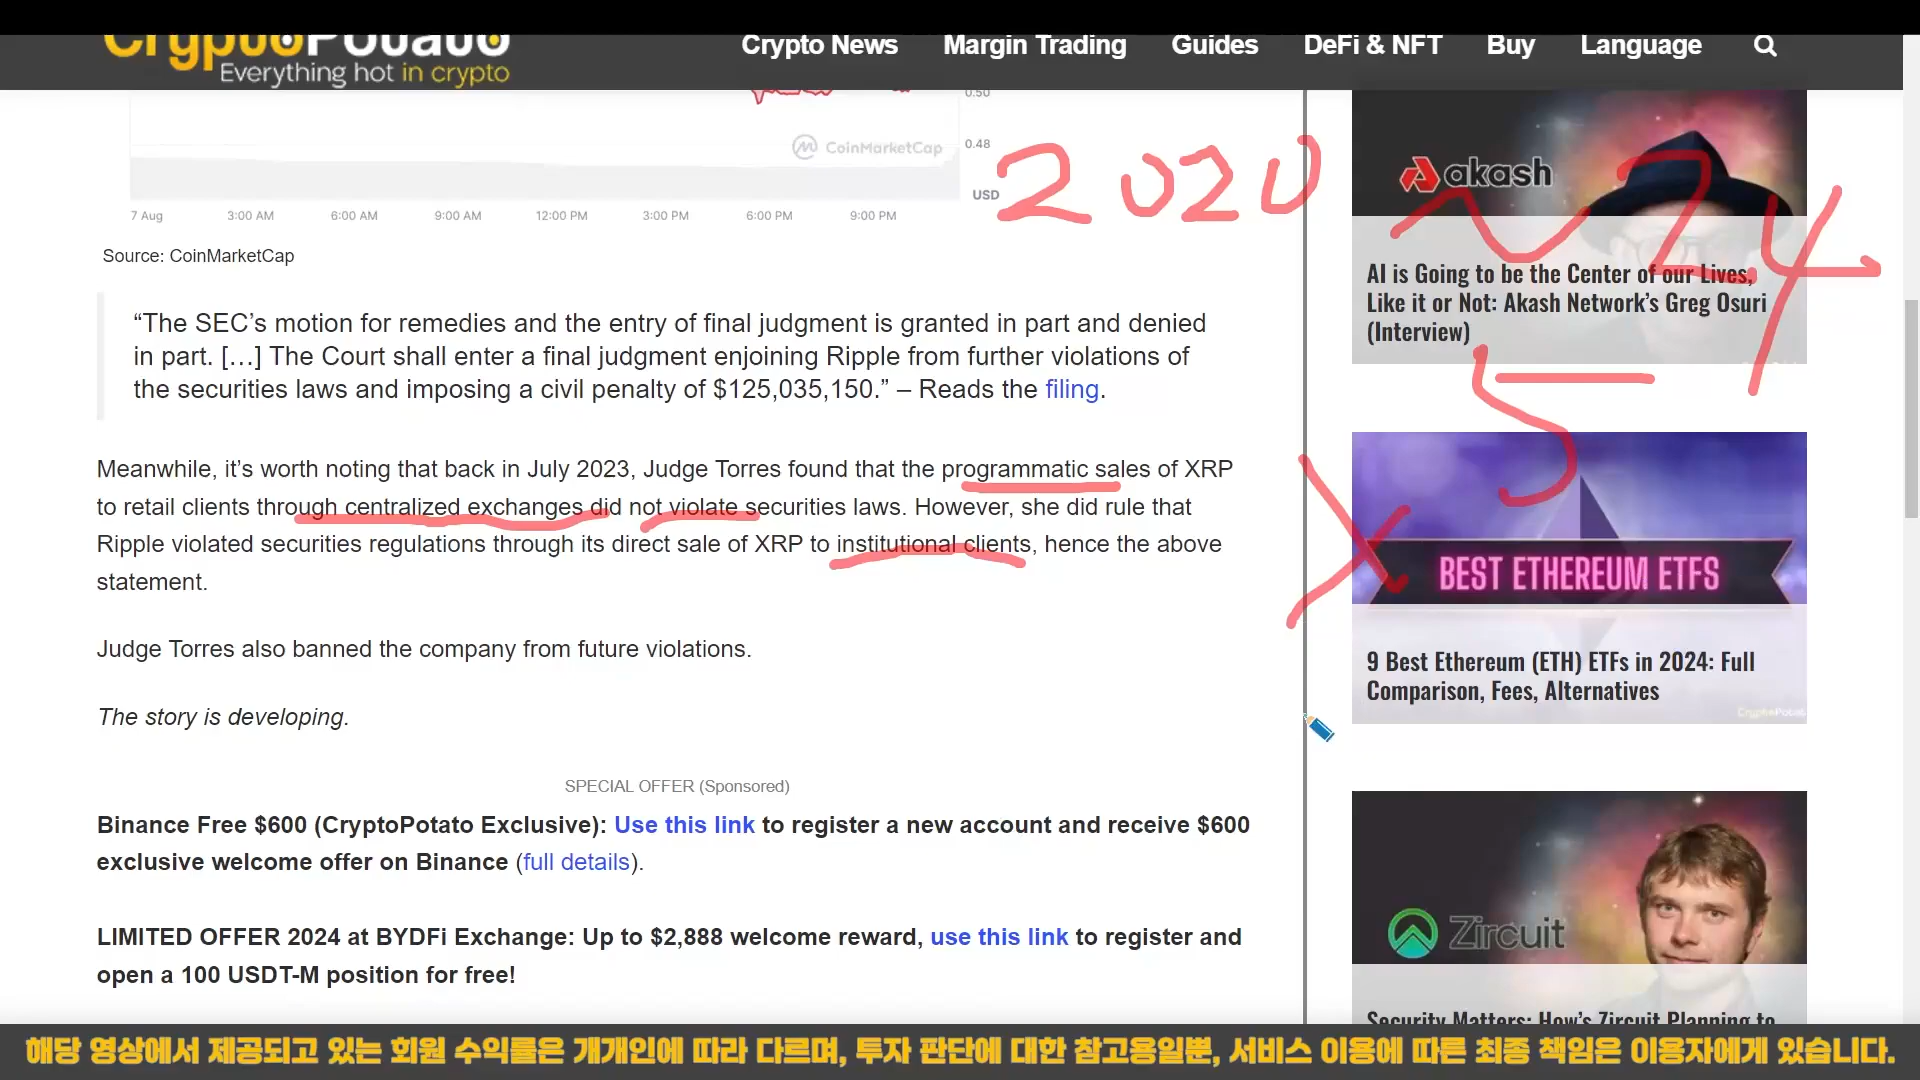 CryptoPotato
Everything hot in crypto
Crypto News Margin Trading Guides DeFi & NFT Buy Language
0.50
0.48
CoinMarketCap
USD
7 Aug 3:00 AM 6:00 AM 9:00 AM 12:00 PM 3:00 PM 6:00 PM 9:00 PM
2020 ~ 24
5
X
Source: CoinMarketCap
“The SEC’s motion for remedies and the entry of final judgment is granted in part and denied
in part. […] The Court shall enter a final judgment enjoining Ripple from further violations of
the securities laws and imposing a civil penalty of $125,035,150.” – Reads the filing.
Meanwhile, it’s worth noting that back in July 2023, Judge Torres found that the programmatic sales of XRP
to retail clients through centralized exchanges did not violate securities laws. However, she did rule that
Ripple violated securities regulations through its direct sale of XRP to institutional clients, hence the above
statement.
Judge Torres also banned the company from future violations.
The story is developing.
SPECIAL OFFER (Sponsored)
Binance Free $600 (CryptoPotato Exclusive): Use this link to register a new account and receive $600
exclusive welcome offer on Binance (full details).
LIMITED OFFER 2024 at BYDFi Exchange: Up to $2,888 welcome reward, use this link to register and
open a 100 USDT-M position for free!
akash
AI is Going to be the Center of our Lives,
Like it or Not: Akash Network’s Greg Osuri
(Interview)
BEST ETHEREUM ETFS
9 Best Ethereum (ETH) ETFs in 2024: Full
Comparison, Fees, Alternatives
CryptoPotato
Zircuit
Security Matters: How’s Zircuit Planning to
해당 영상에서 제공되고 있는 회원 수익률은 개개인에 따라 다르며, 투자 판단에 대한 참고용일뿐, 서비스 이용에 따른 최종 책임은 이용자에게 있습니다.